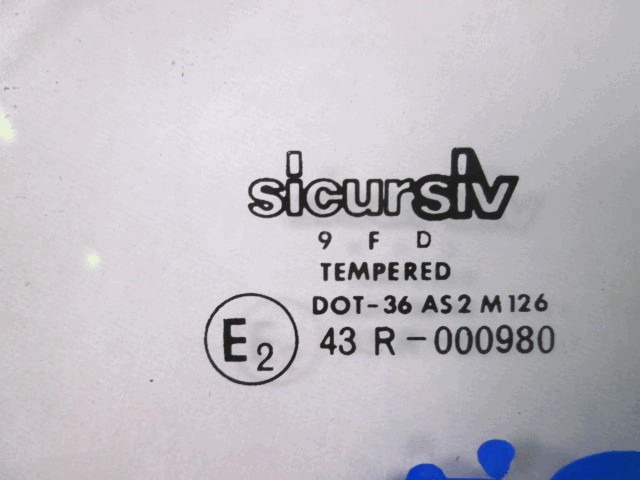 sicursiv
9 F D
TEMPERED
DOT-36 AS2 M126
E2 43 R-000980